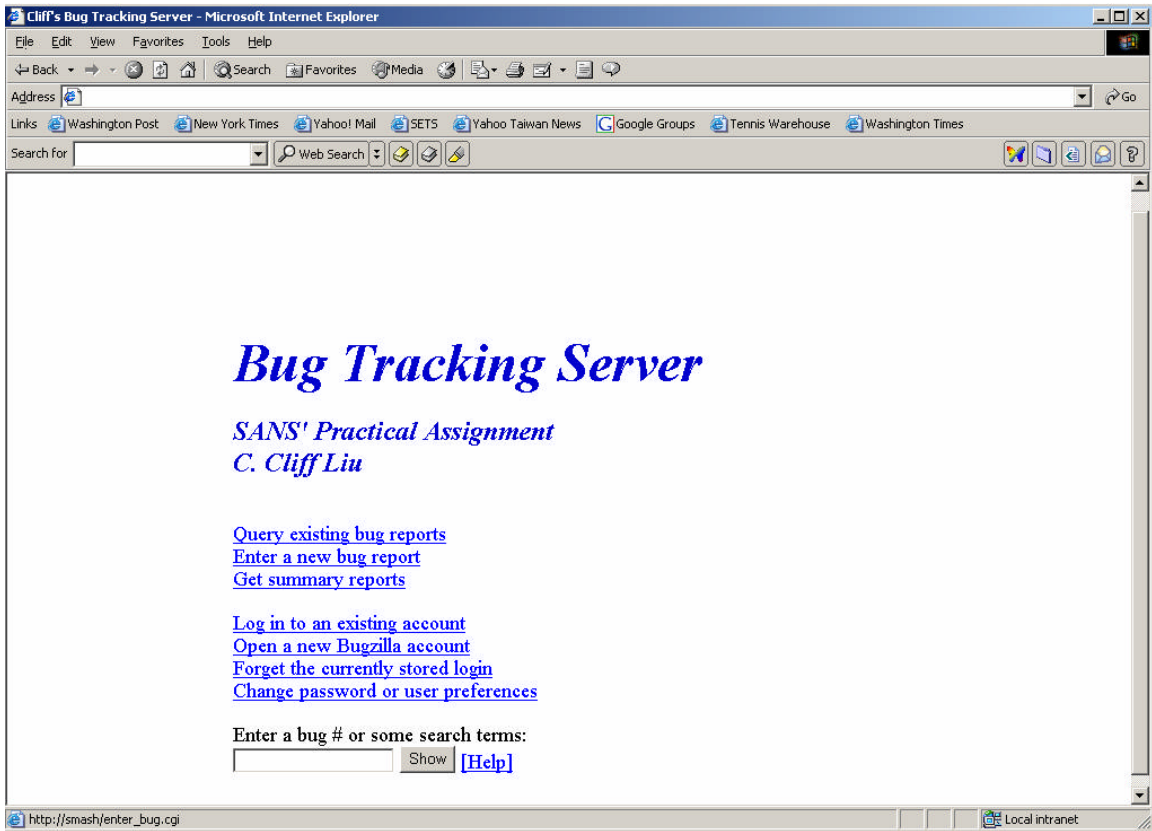 Cliff's Bug Tracking Server - Microsoft Internet Explorer
File Edit View Favorites Tools Help
Back Search Favorites Media
Address Go
Links Washington Post New York Times Yahoo! Mail SETS Yahoo Taiwan News Google Groups Tennis Warehouse Washington Times
Search for Web Search
Bug Tracking Server
SANS' Practical Assignment
C. Cliff Liu
Query existing bug reports
Enter a new bug report
Get summary reports
Log in to an existing account
Open a new Bugzilla account
Forget the currently stored login
Change password or user preferences
Enter a bug # or some search terms:
Show [Help]
http://smash/enter_bug.cgi Local intranet